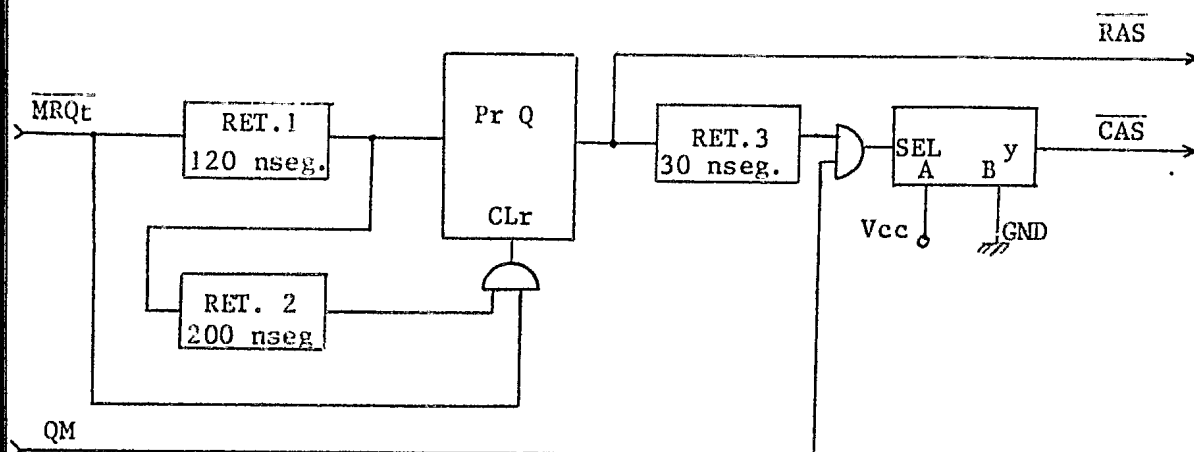 RAS
MRQt
RET.1
120 nseg.
Pr Q
CLr
RET.3
30 nseg.
SEL
A
B
y
CAS
Vcc
GND
RET. 2
200 nseg
QM